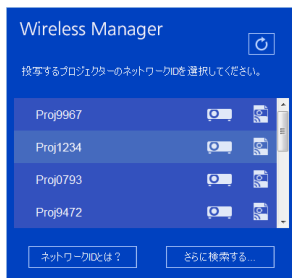 Wireless Manager
投写するプロジェクターのネットワークIDを選択してください。
Proj9967
Proj1234
Proj0793
Proj9472
ネットワークIDとは？
さらに検索する...